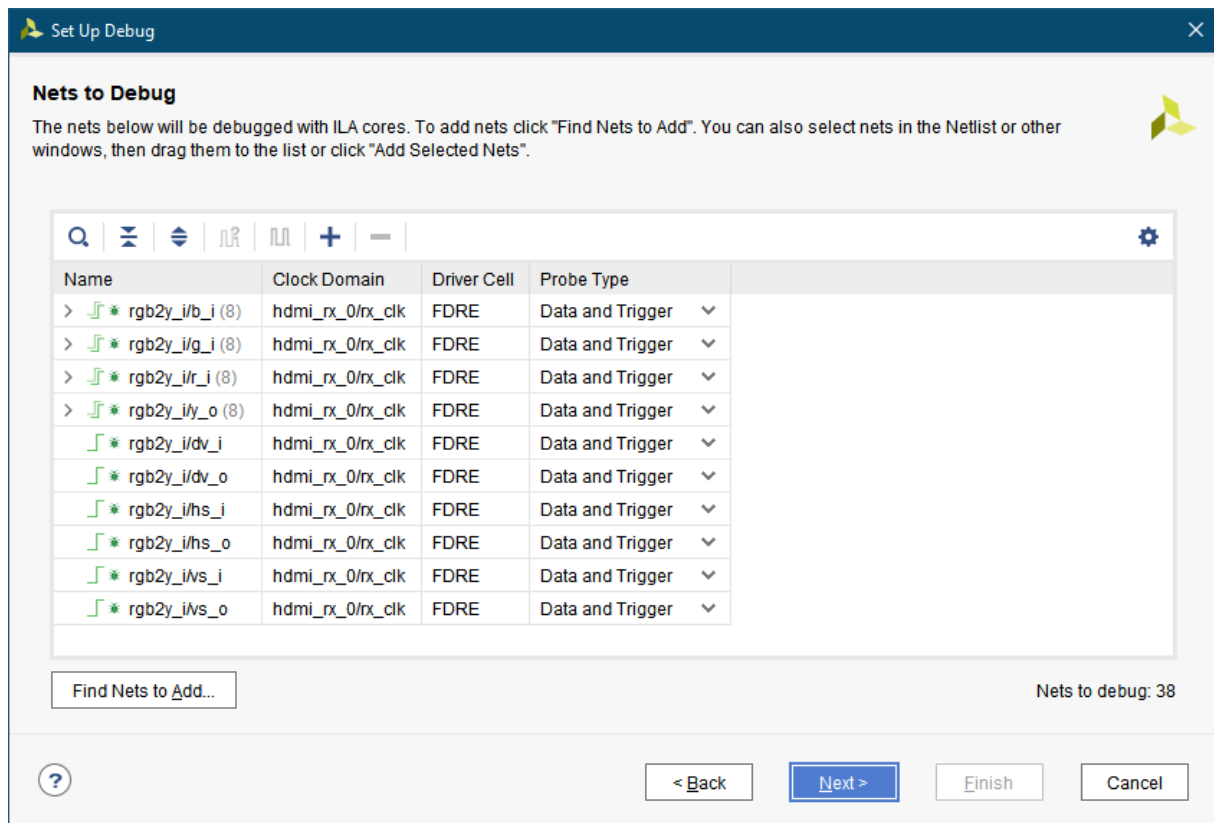 Set Up Debug
Nets to Debug
The nets below will be debugged with ILA cores. To add nets click "Find Nets to Add". You can also select nets in the Netlist or other
windows, then drag them to the list or click "Add Selected Nets".
Name Clock Domain Driver Cell Probe Type
rgb2y_i/b_i (8) hdmi_rx_0/rx_clk FDRE Data and Trigger
rgb2y_i/g_i (8) hdmi_rx_0/rx_clk FDRE Data and Trigger
rgb2y_i/r_i (8) hdmi_rx_0/rx_clk FDRE Data and Trigger
rgb2y_i/y_o (8) hdmi_rx_0/rx_clk FDRE Data and Trigger
rgb2y_i/dv_i hdmi_rx_0/rx_clk FDRE Data and Trigger
rgb2y_i/dv_o hdmi_rx_0/rx_clk FDRE Data and Trigger
rgb2y_i/hs_i hdmi_rx_0/rx_clk FDRE Data and Trigger
rgb2y_i/hs_o hdmi_rx_0/rx_clk FDRE Data and Trigger
rgb2y_i/vs_i hdmi_rx_0/rx_clk FDRE Data and Trigger
rgb2y_i/vs_o hdmi_rx_0/rx_clk FDRE Data and Trigger
Find Nets to Add... Nets to debug: 38
? < Back Next > Finish Cancel